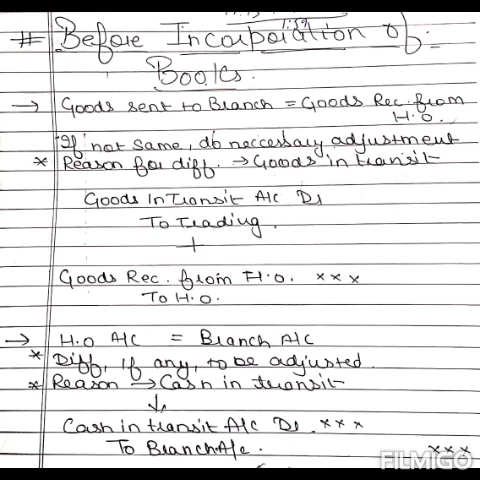 # Before Incorporation of
Books.
→ Goods sent to Branch = Goods Rec. from
H.O.
If not same, do neccessary adjustment
* Reason for diff. → Goods in transit
Goods In Transit A/c Dr
To Trading.
+
Goods Rec. from H.O. xxx
To H.O.
→ H.O A/c = Branch A/c
* Diff, if any, to be adjusted.
* Reason → Cash in transit
↓
Cash in transit A/c Dr. xxx
To Branch A/c. xxx
FILMIGO